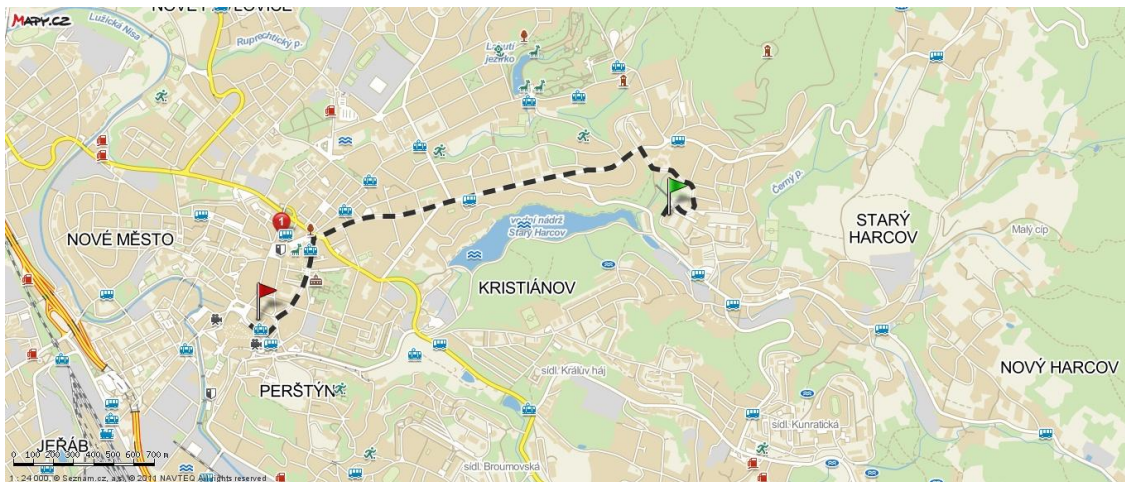 MAPY.CZ
Lužická Nisa
Ruprechtický p.
Labutí
jezírko
Černý p.
STARÝ
HARCOV
Malý cíp
vodní nádrž
Starý Harcov
1
NOVÉ MĚSTO
KRISTIÁNOV
NOVÝ HARCOV
sídl. Králův háj
PERŠTÝN
sídl. Kunratická
JEŘÁB
sídl. Broumovská
0 100 200 300 400 500 600 700 m
1 : 24 000, © Seznam.cz, a.s., © 2011 NAVTEQ All rights reserved